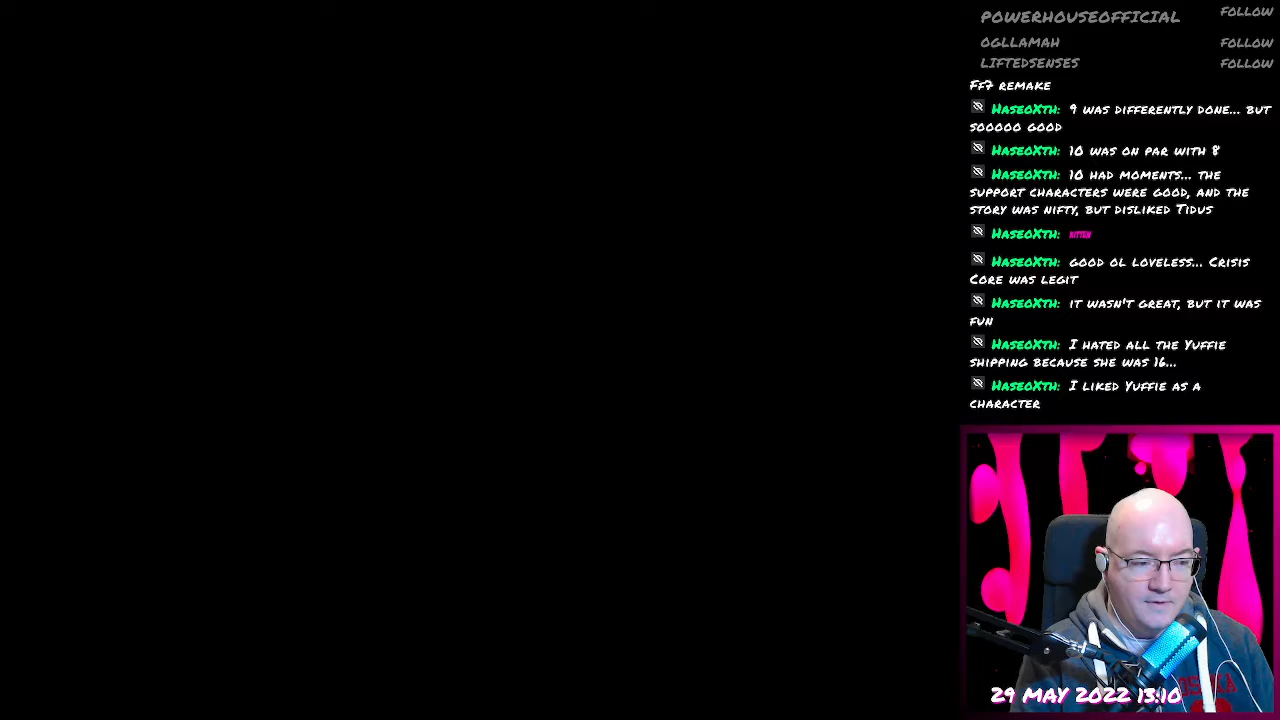 POWERHOUSEOFFICIAL FOLLOW
OGLLAMAH FOLLOW
LIFTEDSENSES FOLLOW
FF7 REMAKE
HASEOXTH: 9 WAS DIFFERENTLY DONE... BUT
SOOOOO GOOD
HASEOXTH: 10 WAS ON PAR WITH 8
HASEOXTH: 10 HAD MOMENTS... THE
SUPPORT CHARACTERS WERE GOOD, AND THE
STORY WAS NIFTY, BUT DISLIKED TIDUS
HASEOXTH: KITTEN
HASEOXTH: GOOD OL LOVELESS... CRISIS
CORE WAS LEGIT
HASEOXTH: IT WASN'T GREAT, BUT IT WAS
FUN
HASEOXTH: I HATED ALL THE YUFFIE
SHIPPING BECAUSE SHE WAS 16...
HASEOXTH: I LIKED YUFFIE AS A
CHARACTER
29 MAY 2022 13:10